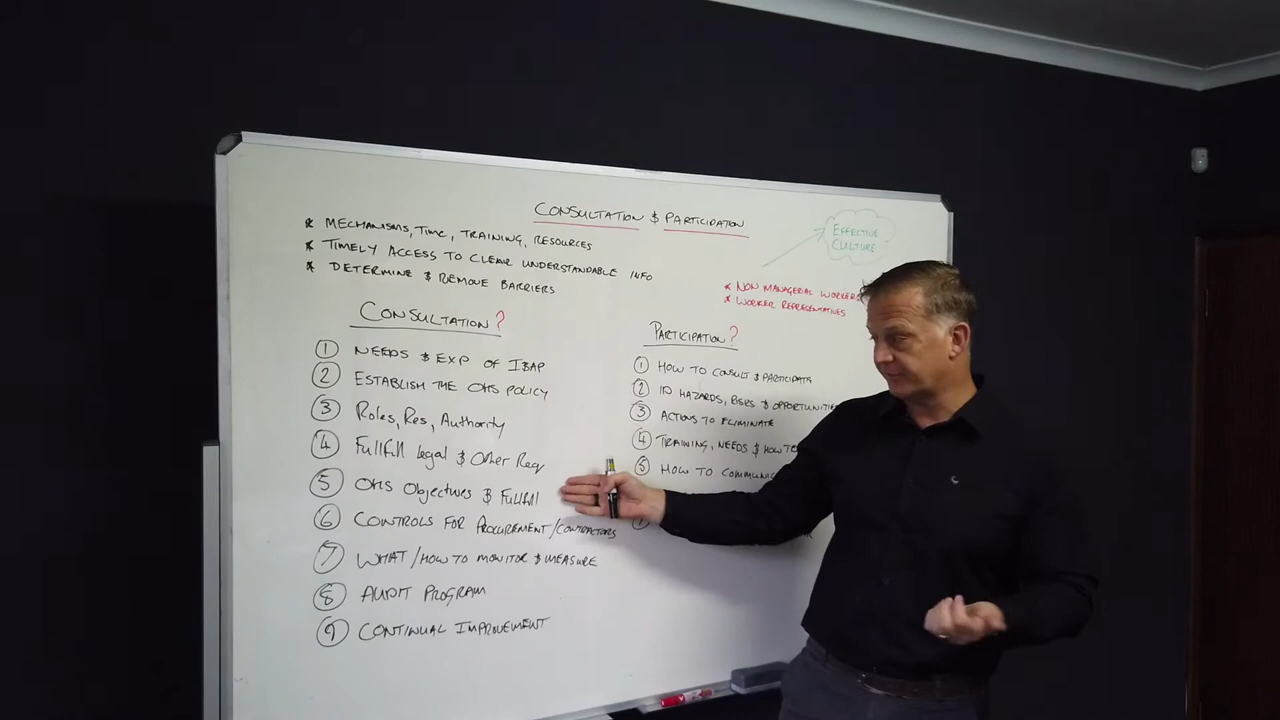 CONSULTATION $ PARTICIPATION
* MECHANISMS, TIME, TRAINING, RESOURCES
* TIMELY ACCESS TO CLEAR UNDERSTANDABLE INFO
* DETERMINE $ REMOVE BARRIERS
EFFECTIVE
CULTURE
* NON MANAGERIAL WORKERS
* WORKER REPRESENTATIVES
CONSULTATION?
1 NEEDS $ EXP OF I$AP
2 ESTABLISH THE OHS POLICY
3 Roles, Res, Authority
4 Fullfill legal $ Other Req
5 OHS Objectives $ Fullfill
6 CONTROLS FOR PROCUREMENT/CONTRACTORS
7 WHAT/HOW TO MONITOR $ MEASURE
8 AUDIT PROGRAM
9 CONTINUAL IMPROVEMENT
PARTICIPATION?
1 HOW TO CONSULT $ PARTICIPATE
2 ID HAZARDS, RISKS $ OPPORTUNITIES
3 ACTIONS TO ELIMINATE
4 TRAINING, NEEDS $ HOW
5 HOW TO